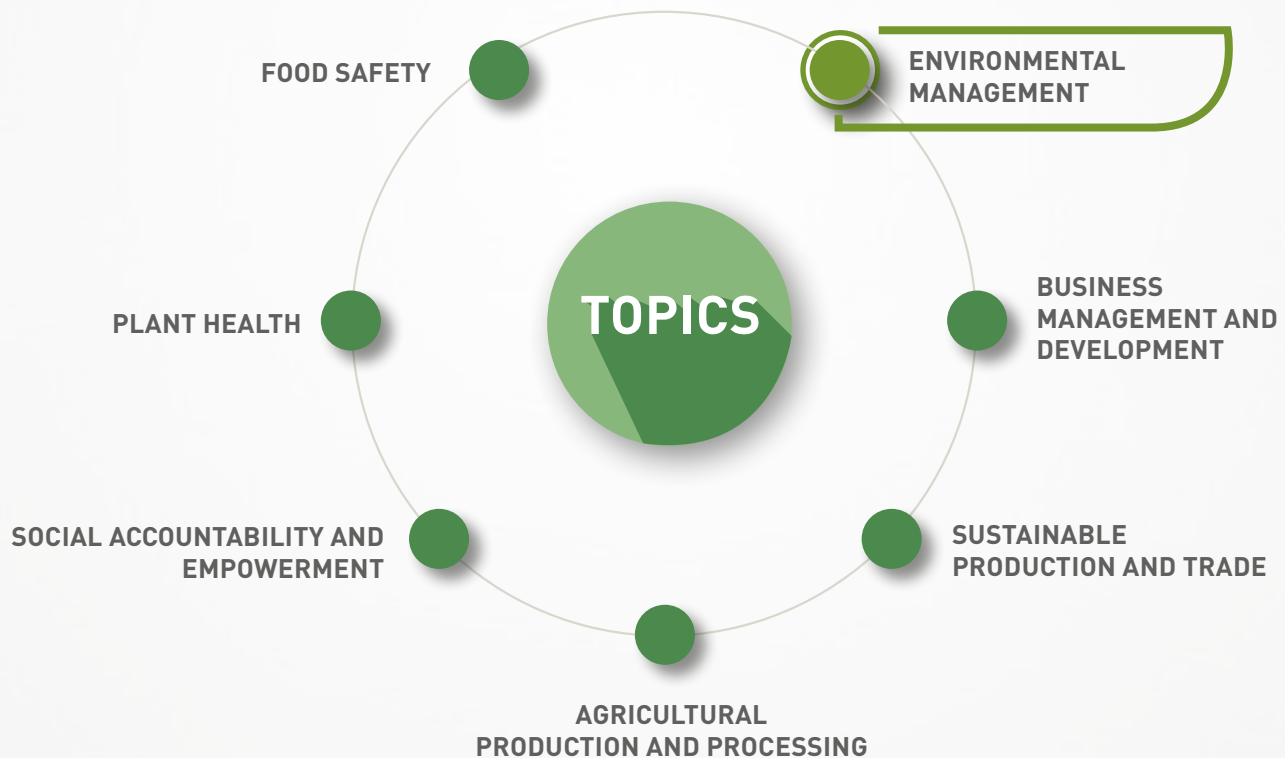 FOOD SAFETY
ENVIRONMENTAL
MANAGEMENT
TOPICS
PLANT HEALTH
BUSINESS
MANAGEMENT AND
DEVELOPMENT
SOCIAL ACCOUNTABILITY AND
EMPOWERMENT
SUSTAINABLE
PRODUCTION AND TRADE
AGRICULTURAL
PRODUCTION AND PROCESSING